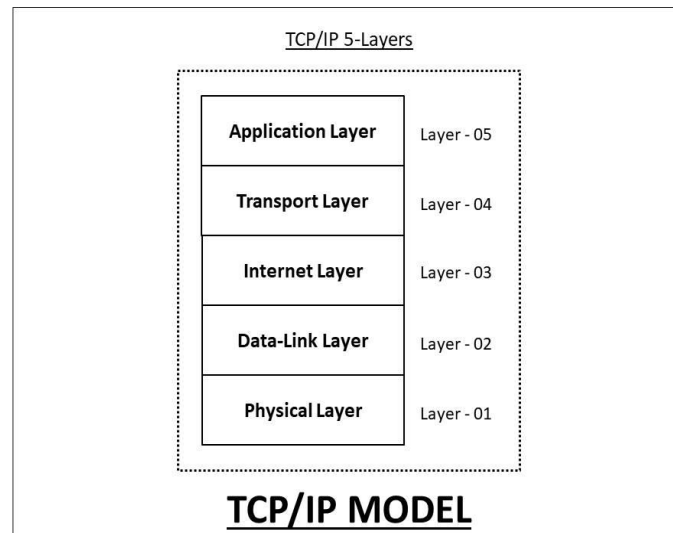 TCP/IP 5-Layers
Application Layer Layer - 05
Transport Layer Layer - 04
Internet Layer Layer - 03
Data-Link Layer Layer - 02
Physical Layer Layer - 01
TCP/IP MODEL